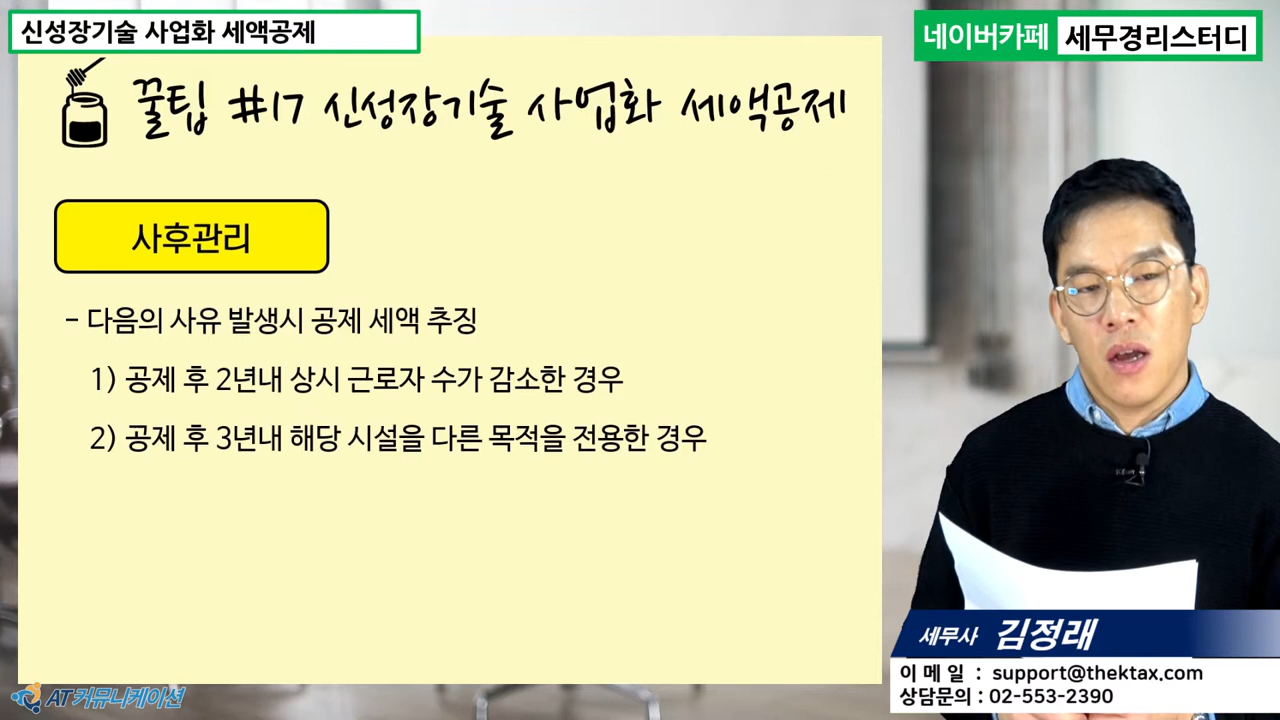 신성장기술 사업화 세액공제
네이버카페 세무경리스터디
꿀팁 #17 신성장기술 사업화 세액공제
사후관리
- 다음의 사유 발생시 공제 세액 추징
1) 공제 후 2년내 상시 근로자 수가 감소한 경우
2) 공제 후 3년내 해당 시설을 다른 목적을 전용한 경우
세무사 김정래
이 메 일 : support@thektax.com
상담문의 : 02-553-2390
AT커뮤니케이션